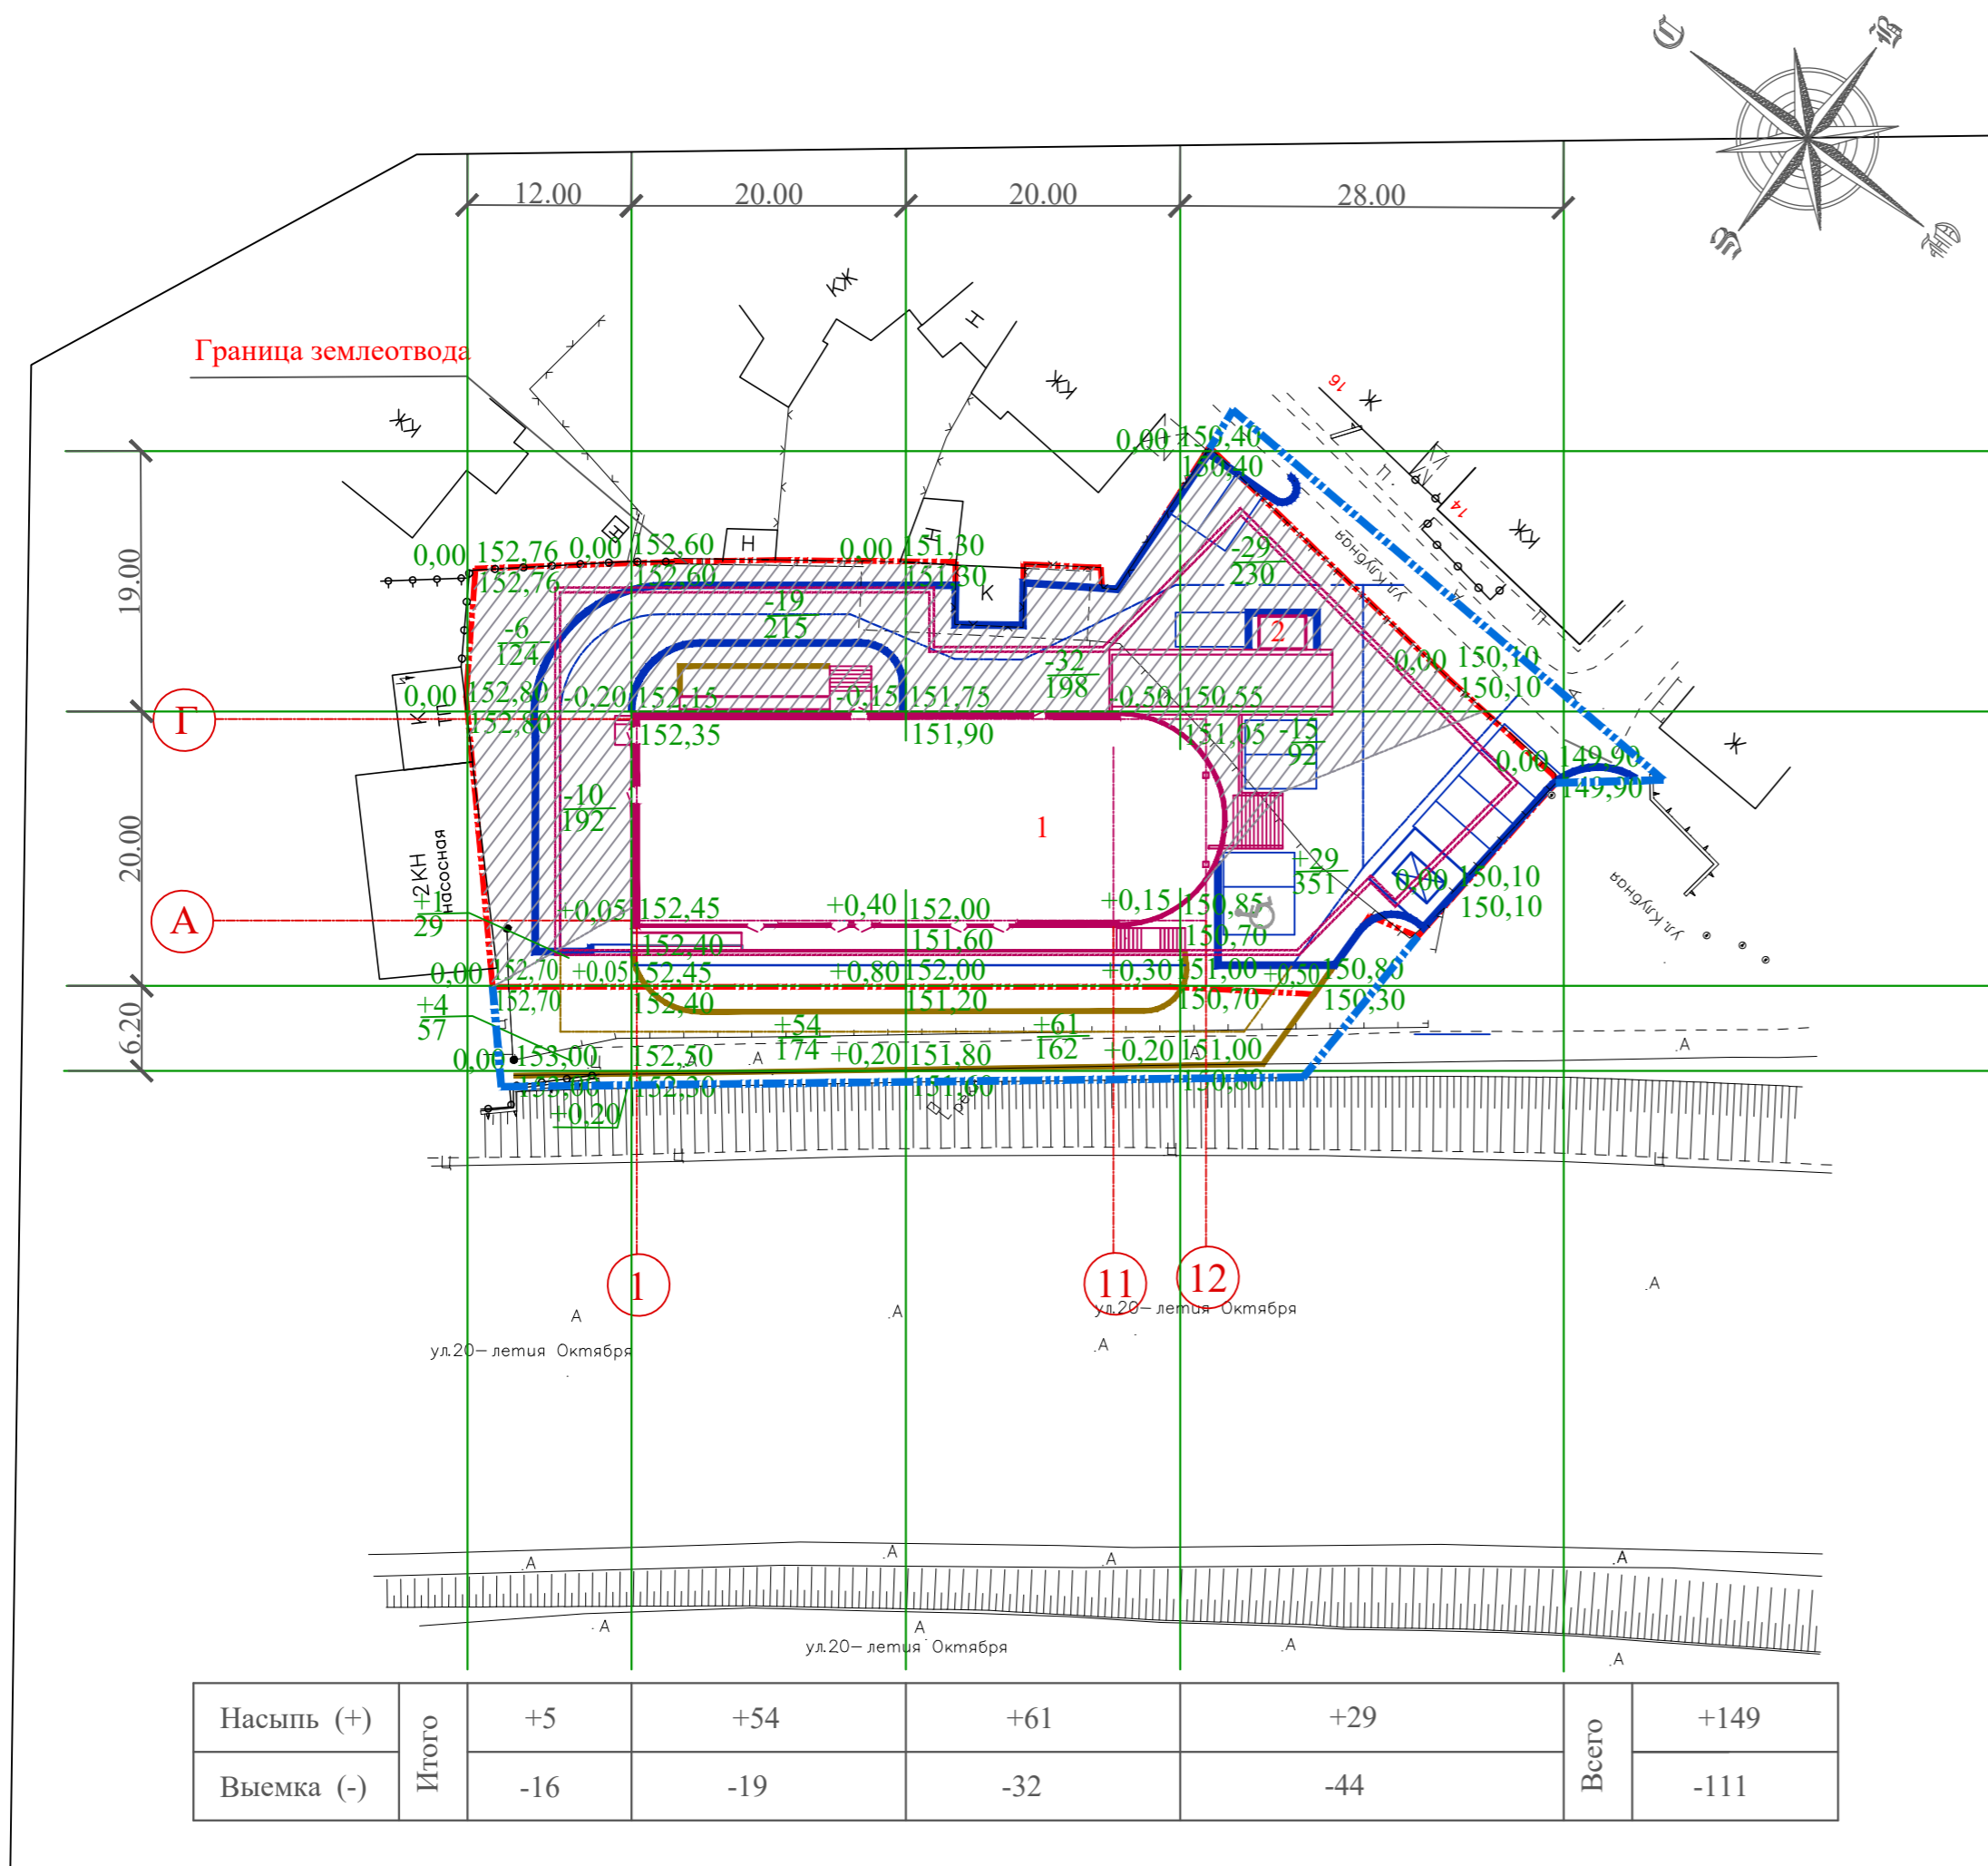 С
В
З
Ю
12.00
20.00
20.00
28.00
КЖ
Н
Граница землеотвода
КЖ
КЖ
16
Ж
14
КЖ
0,00 150,40
150,40
Ц.
ул.Клубная
А
0,00 152,76
152,76
0,00 152,60
152,60
0,00 151,30
151,30
Н
Н
Н
К
19.00
-6
124
-19
215
-32
198
-29
230
2
0,00 150,10
150,10
А
К
ТП
Г
0,00 152,80
152,80
-0,20 152,15
152,35
-0,15 151,75
151,90
-0,50 150,55
151,05
-15
92
0,00 149,90
149,90
Ж
2КН
насосная
-10
192
1
20.00
+29
351
0,00 150,10
150,10
ул.Клубная
А
+1
29
+0,05 152,45
152,40
+0,40 152,00
151,60
+0,15 150,85
150,70
0,00 152,70
152,70
+0,05 152,45
152,40
+0,80 152,00
151,20
+0,30 151,00
150,70
+0,50 150,80
150,30
6.20
+4
57
+54
174
+61
162
0,00 153,00
153,00
Ц
152,50
152,30
+0,20
А
А
+0,20 151,80
151,60
+0,20 151,00
150,80
А
.А
Ц
Ц
Ц
Ц
1
11
12
А
.А
ул.20-летия Октября
.А
.А
ул.20-летия Октября
.А
.А
.А
.А
.А
.А
.А
.А
ул.20-летия Октября
Насыпь (+) Итого +5 +54 +61 +29 Всего +149
Выемка (-) -16 -19 -32 -44 -111